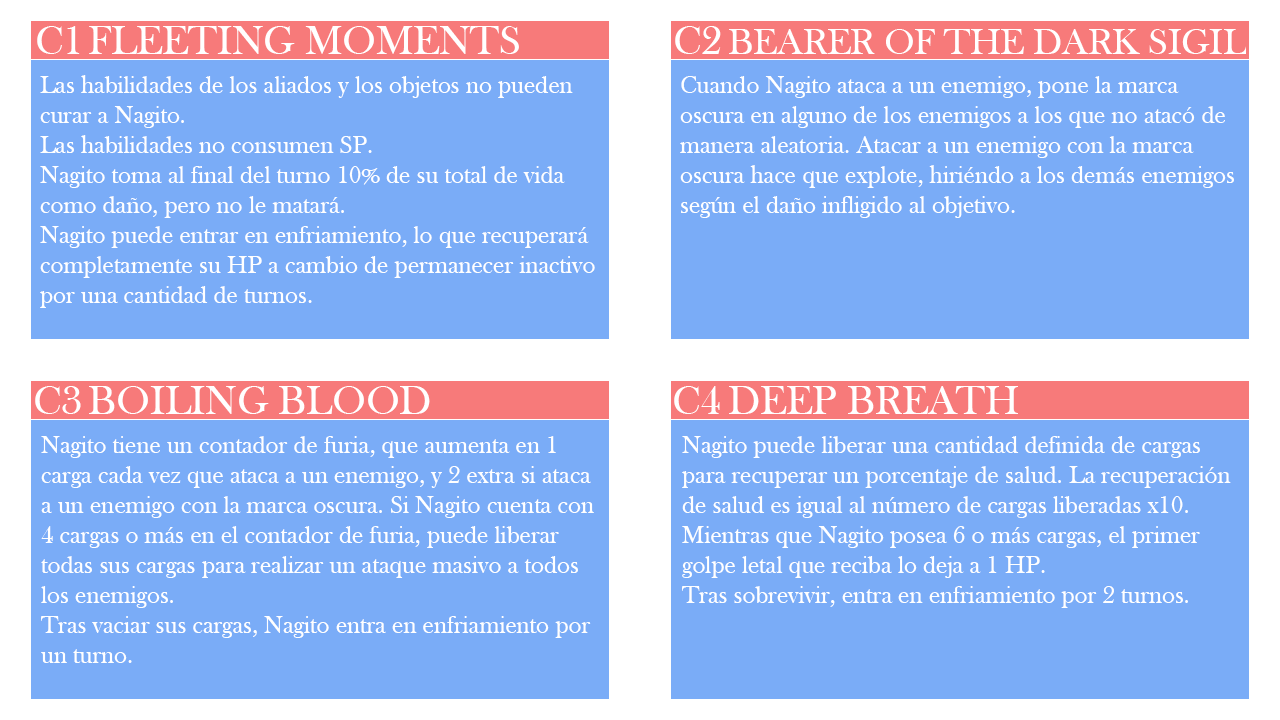 C1 FLEETING MOMENTS
Las habilidades de los aliados y los objetos no pueden
curar a Nagito.
Las habilidades no consumen SP.
Nagito toma al final del turno 10% de su total de vida
como daño, pero no le matará.
Nagito puede entrar en enfriamiento, lo que recuperará
completamente su HP a cambio de permanecer inactivo
por una cantidad de turnos.
C2 BEARER OF THE DARK SIGIL
Cuando Nagito ataca a un enemigo, pone la marca
oscura en alguno de los enemigos a los que no atacó de
manera aleatoria. Atacar a un enemigo con la marca
oscura hace que explote, hiriéndo a los demás enemigos
según el daño infligido al objetivo.
C3 BOILING BLOOD
Nagito tiene un contador de furia, que aumenta en 1
carga cada vez que ataca a un enemigo, y 2 extra si ataca
a un enemigo con la marca oscura. Si Nagito cuenta con
4 cargas o más en el contador de furia, puede liberar
todas sus cargas para realizar un ataque masivo a todos
los enemigos.
Tras vaciar sus cargas, Nagito entra en enfriamiento por
un turno.
C4 DEEP BREATH
Nagito puede liberar una cantidad definida de cargas
para recuperar un porcentaje de salud. La recuperación
de salud es igual al número de cargas liberadas x10.
Mientras que Nagito posea 6 o más cargas, el primer
golpe letal que reciba lo deja a 1 HP.
Tras sobrevivir, entra en enfriamiento por 2 turnos.